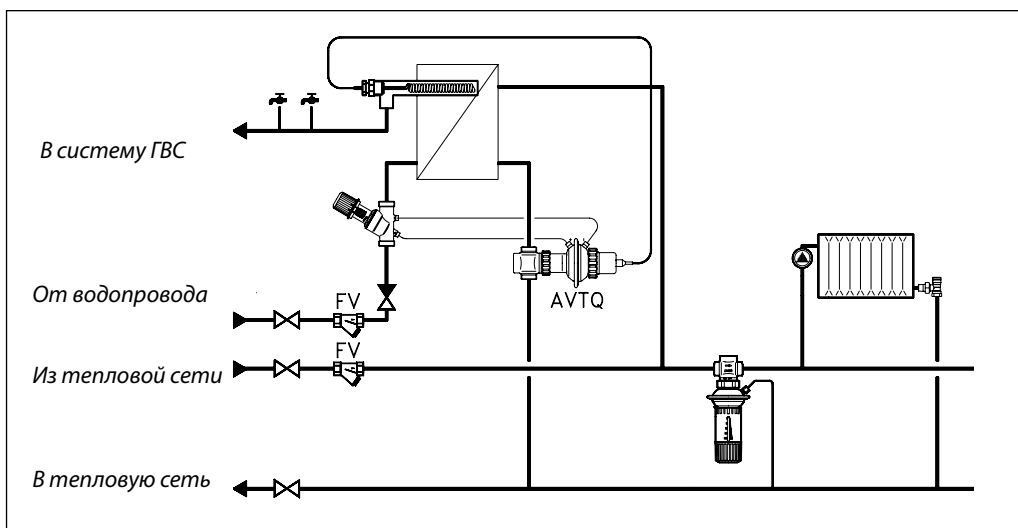 В систему ГВС
От водопровода
FV
AVTQ
FV
Из тепловой сети
В тепловую сеть